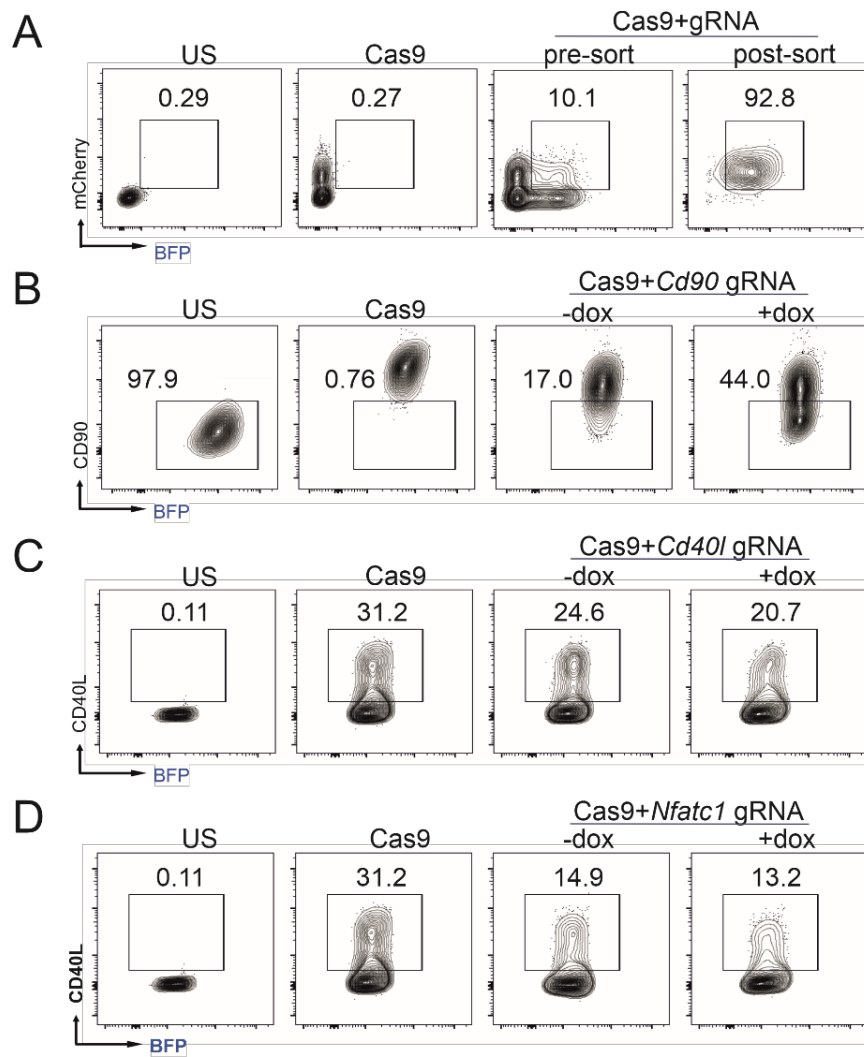 A
Cas9+gRNA
US Cas9 pre-sort post-sort
0.29 0.27 10.1 92.8
mCherry
BFP
B
Cas9+Cd90 gRNA
US Cas9 -dox +dox
97.9 0.76 17.0 44.0
CD90
BFP
C
Cas9+Cd40l gRNA
US Cas9 -dox +dox
0.11 31.2 24.6 20.7
CD40L
BFP
D
Cas9+Nfatc1 gRNA
US Cas9 -dox +dox
0.11 31.2 14.9 13.2
CD40L
BFP